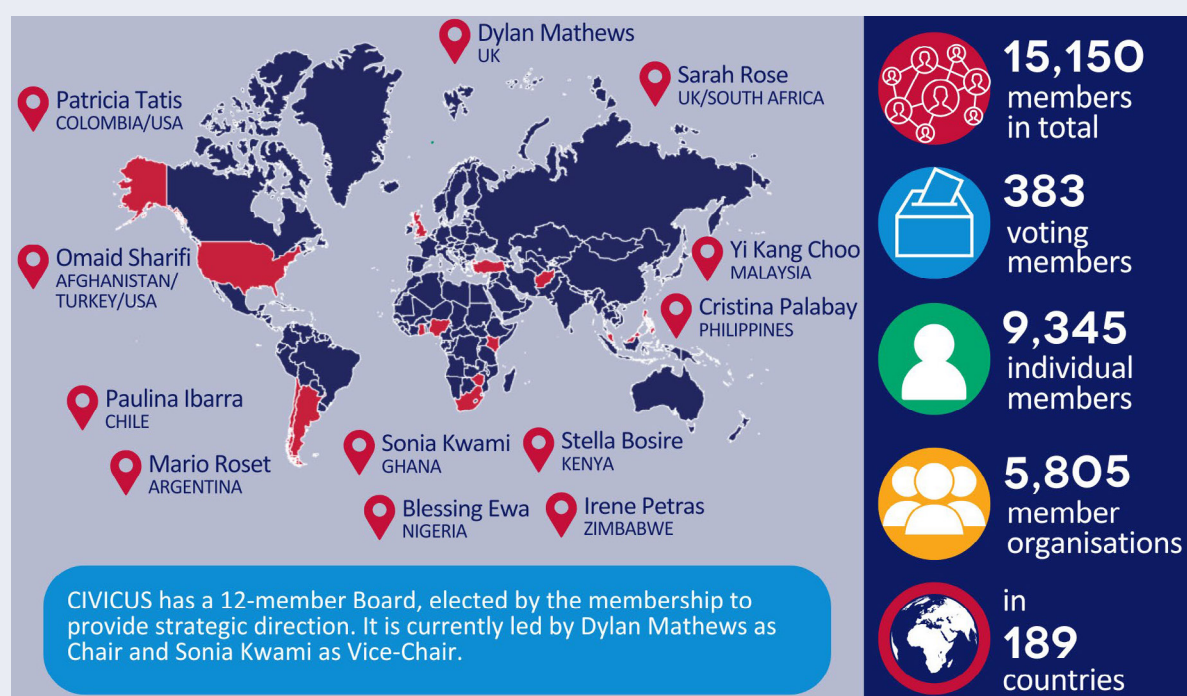 Dylan Mathews
UK
Sarah Rose
UK/SOUTH AFRICA
Patricia Tatis
COLOMBIA/USA
Omaid Sharifi
AFGHANISTAN/
TURKEY/USA
Yi Kang Choo
MALAYSIA
Cristina Palabay
PHILIPPINES
Paulina Ibarra
CHILE
Mario Roset
ARGENTINA
Sonia Kwami
GHANA
Stella Bosire
KENYA
Blessing Ewa
NIGERIA
Irene Petras
ZIMBABWE
CIVICUS has a 12-member Board, elected by the membership to
provide strategic direction. It is currently led by Dylan Mathews as
Chair and Sonia Kwami as Vice-Chair.
15,150
members
in total
383
voting
members
9,345
individual
members
5,805
member
organisations
in
189
countries